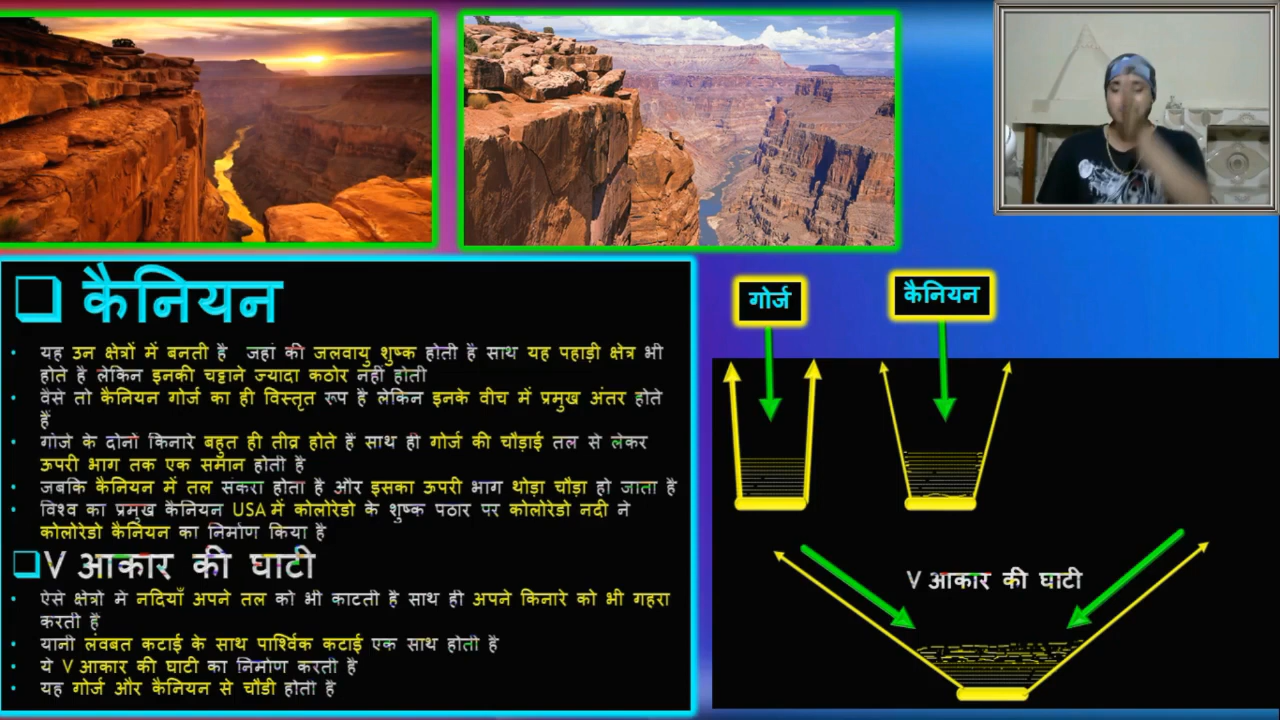 कैनियन
यह उन क्षेत्रों में बनती है जहां की जलवायु शुष्क होती है साथ यह पहाड़ी क्षेत्र भी
होते है लेकिन इनकी चट्टाने ज्यादा कठोर नहीं होती
वैसे तो कैनियन गोर्ज का ही विस्तृत रूप है लेकिन इनके बीच में प्रमुख अंतर होते
हैं
गोर्ज के दोनों किनारे बहुत ही तीव्र होते हैं साथ ही गोर्ज की चौड़ाई तल से लेकर
ऊपरी भाग तक एक समान होती है
जबकि कैनियन में तल संकरा होता है और इसका ऊपरी भाग थोड़ा चौड़ा हो जाता है
विश्व का प्रमुख कैनियन USA में कोलोरेडो के शुष्क पठार पर कोलोरेडो नदी ने
कोलोरेडो कैनियन का निर्माण किया है
V आकार की घाटी
ऐसे क्षेत्रों में नदियाँ अपने तल को भी काटती हैं साथ ही अपने किनारे को भी गहरा
करती हैं
यानी लंबवत कटाई के साथ पार्श्विक कटाई एक साथ होती है
ये V आकार की घाटी का निर्माण करती है
यह गोर्ज और कैनियन से चौडी होती है
गोर्ज
कैनियन
V आकार की घाटी